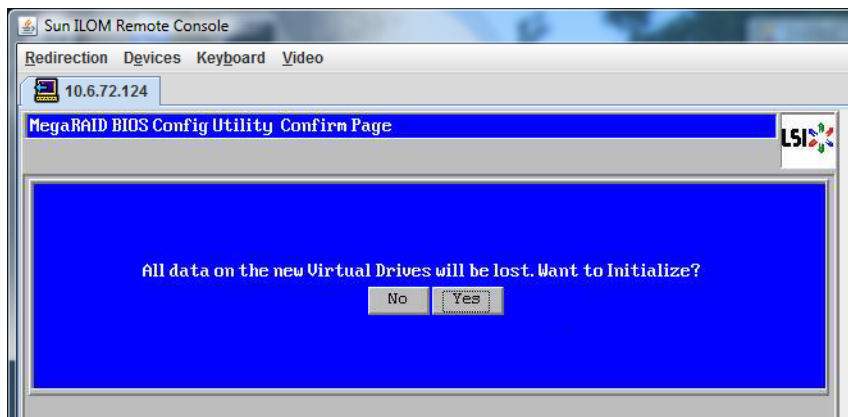 Sun ILOM Remote Console
Redirection Devices Keyboard Video
10.6.72.124
MegaRAID BIOS Config Utility Confirm Page
LSI
All data on the new Virtual Drives will be lost. Want to Initialize?
No Yes